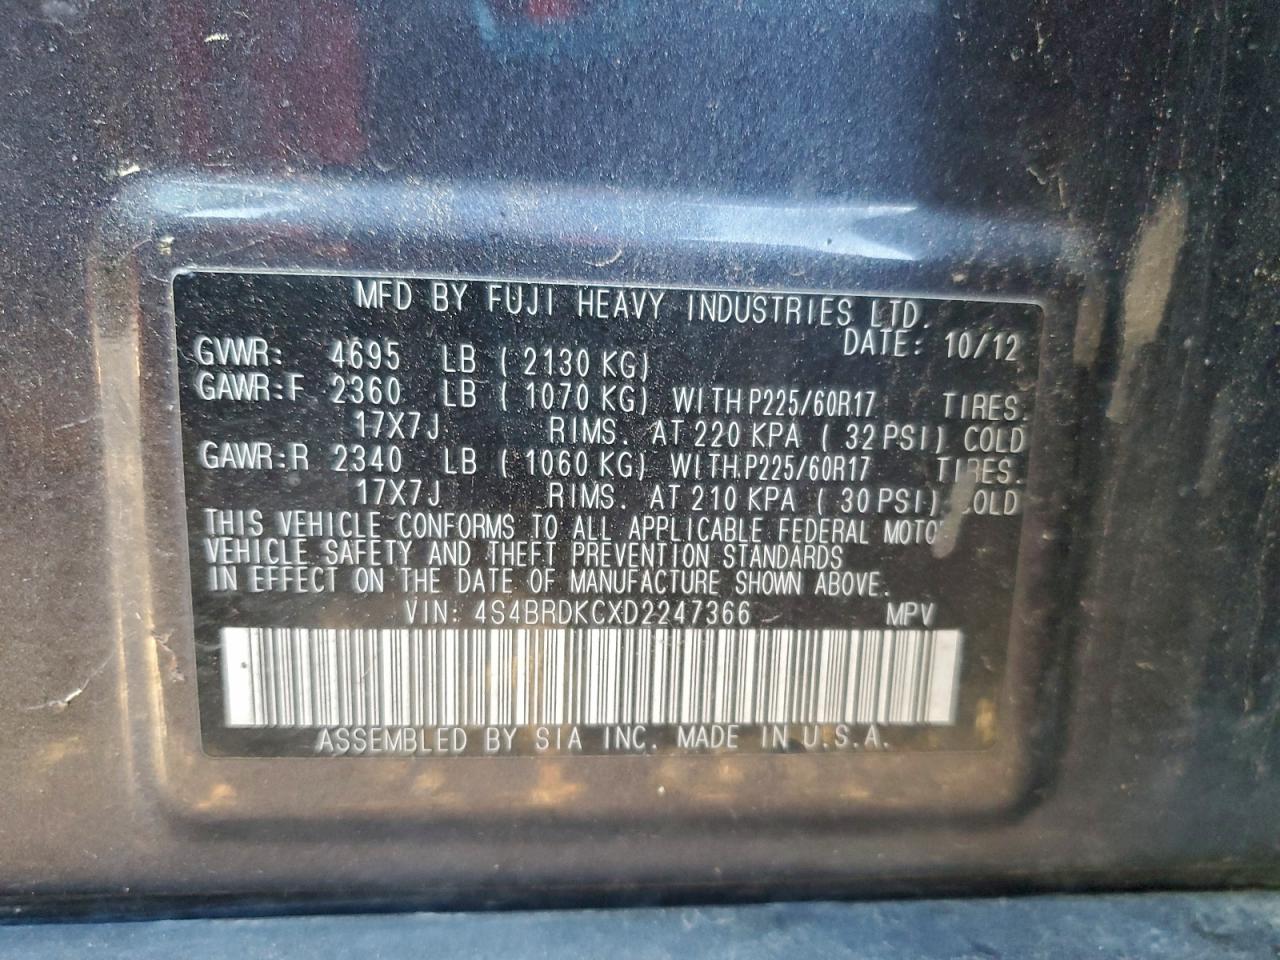 MFD BY FUJI HEAVY INDUSTRIES LTD.
DATE: 10/12
GVWR: 4695 LB (2130 KG)
GAWR:F 2360 LB (1070 KG) WITH P225/60R17 TIRES.
17X7J RIMS. AT 220 KPA (32 PSI) COLD
GAWR:R 2340 LB (1060 KG) WITH P225/60R17 TIRES.
17X7J RIMS. AT 210 KPA (30 PSI) COLD
THIS VEHICLE CONFORMS TO ALL APPLICABLE FEDERAL MOTOR
VEHICLE SAFETY AND THEFT PREVENTION STANDARDS
IN EFFECT ON THE DATE OF MANUFACTURE SHOWN ABOVE.
VIN: 4S4BRDKCXD2247366 MPV
ASSEMBLED BY SIA INC. MADE IN U.S.A.